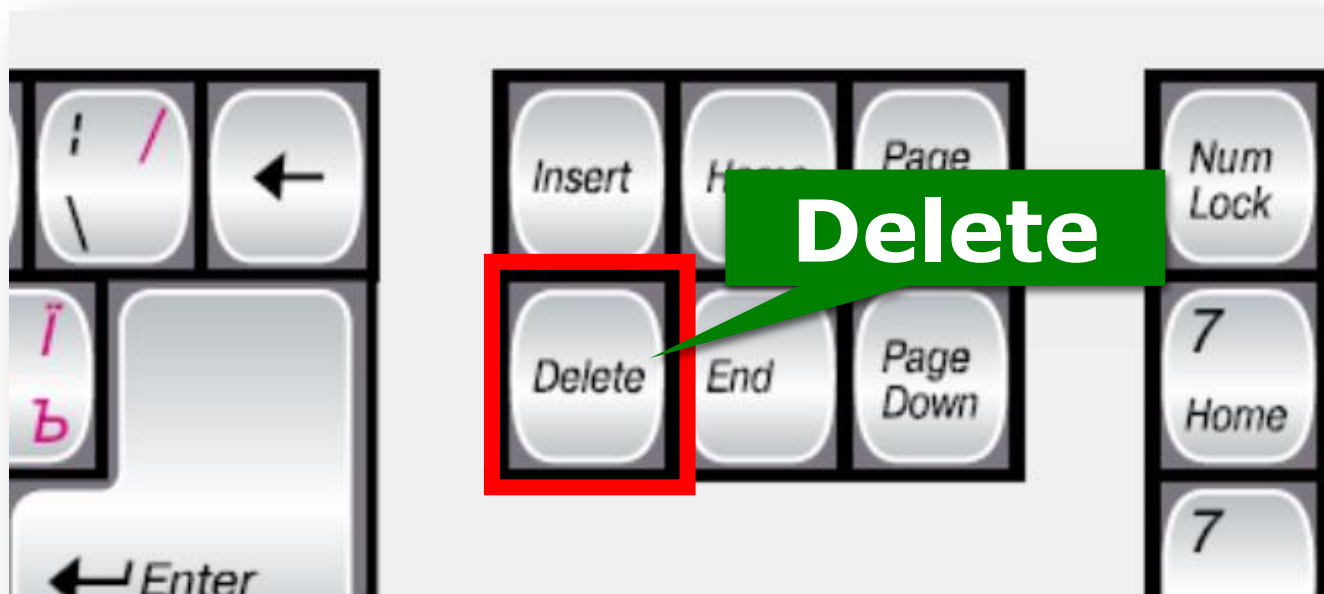 ¦ /
\
Insert
Page
Num
Lock
Delete
Ї
Ъ
Delete
End
Page
Down
7
Home
7
Enter